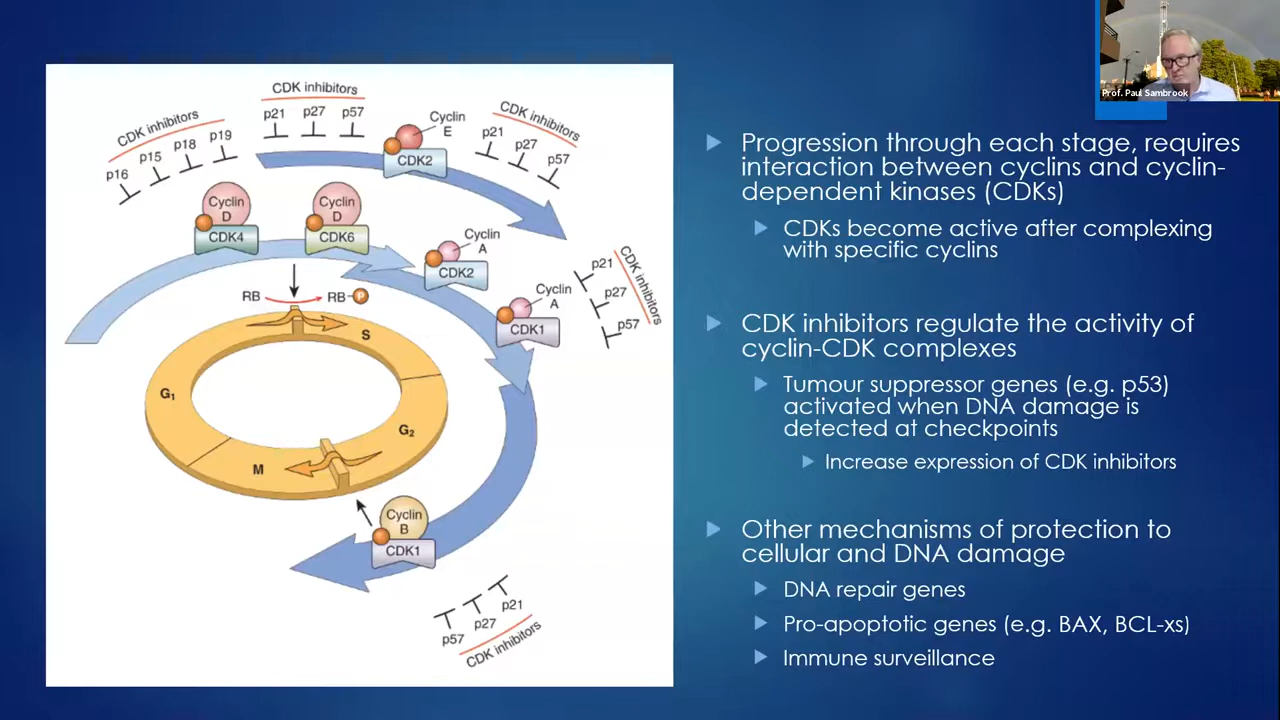 Prof. Paul Sambrook
CDK inhibitors
p16
p15
p18
p19
CDK inhibitors
p21
p27
p57
Cyclin
E
CDK2
CDK inhibitors
p21
p27
p57
Cyclin
D
CDK4
Cyclin
D
CDK6
Cyclin
A
CDK2
Cyclin
A
CDK1
CDK inhibitors
p21
p27
p57
RB
RB
P
S
G1
G2
M
Cyclin
B
CDK1
p57
p27
p21
CDK inhibitors
Progression through each stage, requires
interaction between cyclins and cyclin-
dependent kinases (CDKs)
CDKs become active after complexing
with specific cyclins
CDK inhibitors regulate the activity of
cyclin-CDK complexes
Tumour suppressor genes (e.g. p53)
activated when DNA damage is
detected at checkpoints
Increase expression of CDK inhibitors
Other mechanisms of protection to
cellular and DNA damage
DNA repair genes
Pro-apoptotic genes (e.g. BAX, BCL-xs)
Immune surveillance